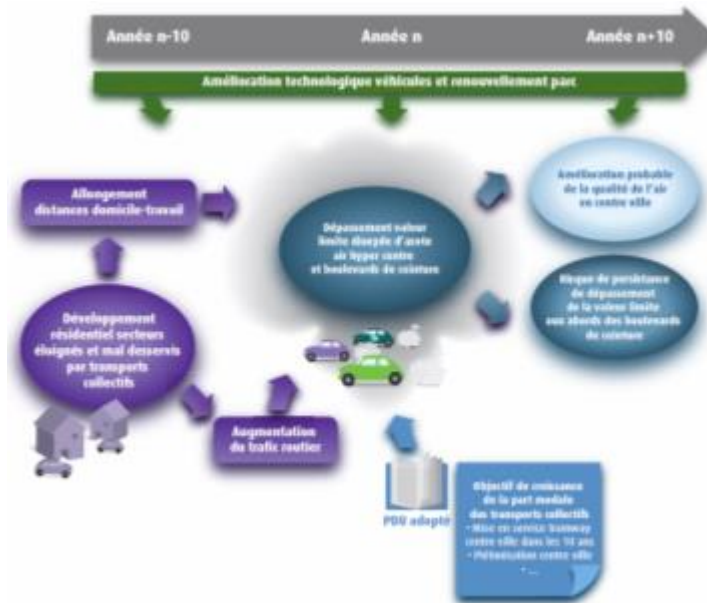 Année n-10
Année n
Année n+10
Amélioration technologique véhicules et renouvellement parc
Allongement
distances domicile-travail
Dépassement valeur
limite dioxyde d'azote
air hyper centre
et boulevards de ceinture
Amélioration probable
de la qualité de l'air
en centre ville
Risque de persistance
de dépassement
de la valeur limite
aux abords des boulevards
de ceinture
Développement
résidentiel secteurs
éloignés et mal desservis
par transports
collectifs
Augmentation
du trafic routier
PDU adopté
Objectif de croissance
de la part modale
des transports collectifs
• Mise en service tramway
centre ville dans les 10 ans
• Piétonisation centre ville
• ...